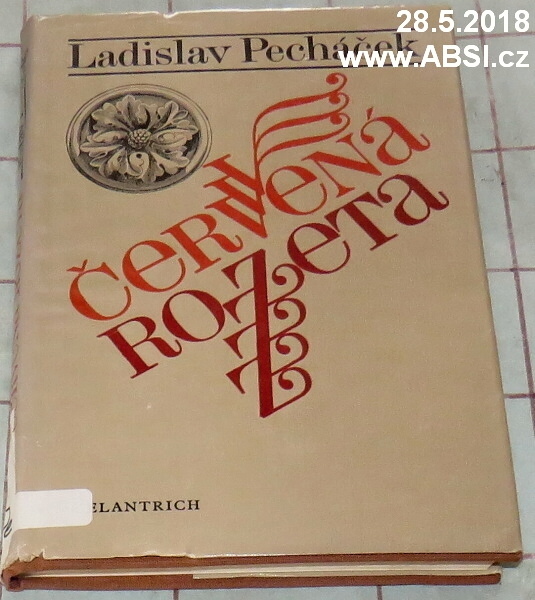 28.5.2018
www.ABSI.cz
Ladislav Pecháček
ČERVENÁ
ROZETA
ELANTRICH